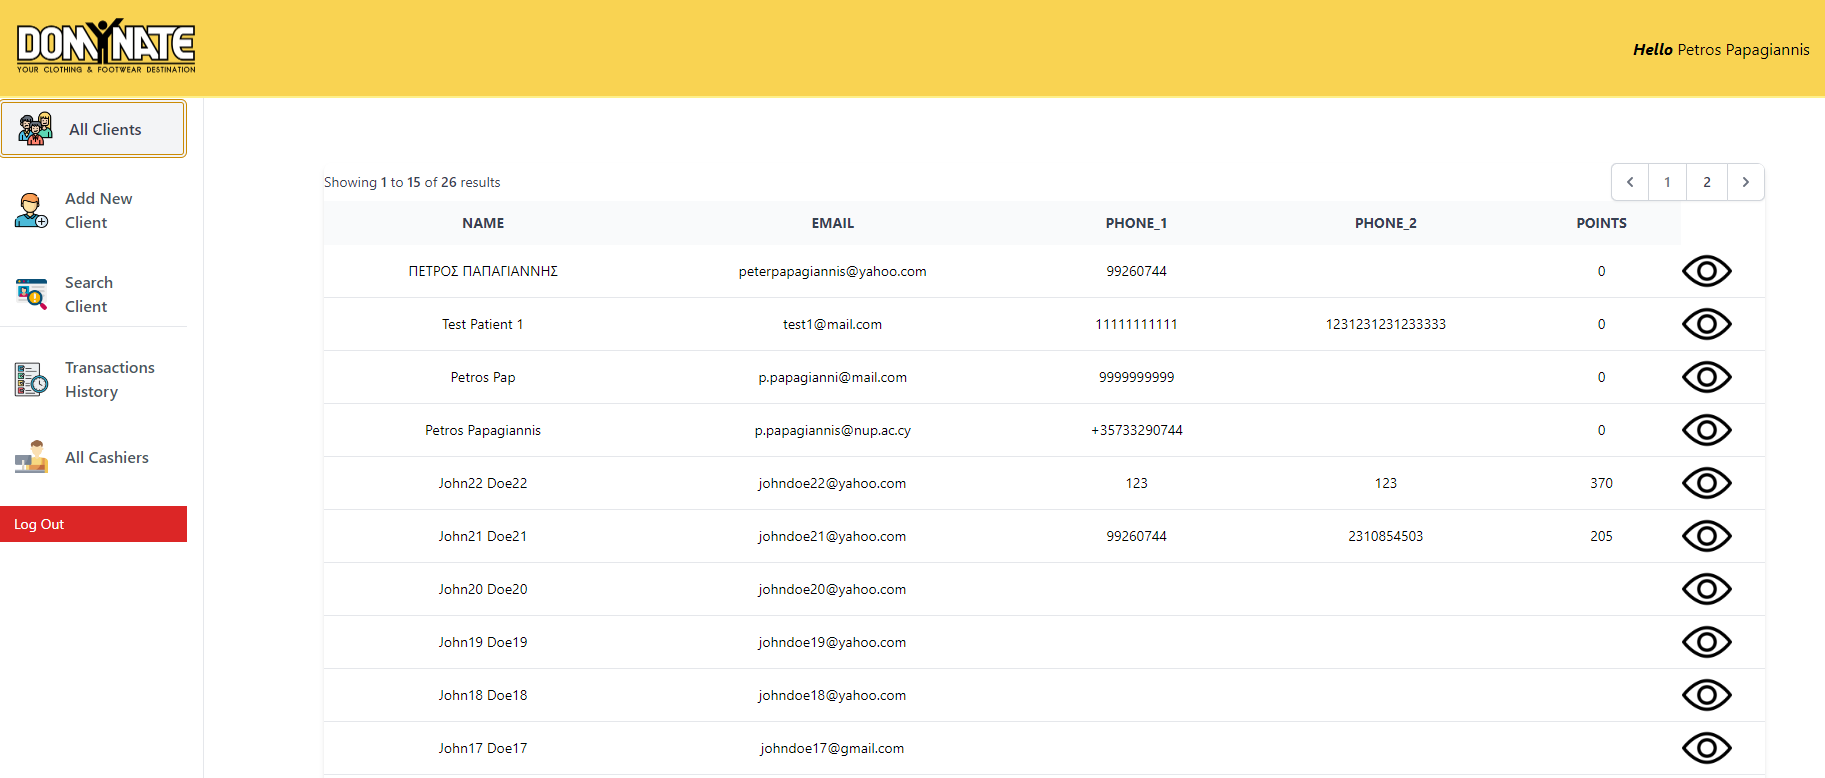 DOMYNATE
YOUR CLOTHING & FOOTWEAR DESTINATION
Hello Petros Papagiannis
All Clients
Add New
Client
Search
Client
Transactions
History
All Cashiers
Log Out
Showing 1 to 15 of 26 results
1 2
NAME EMAIL PHONE_1 PHONE_2 POINTS
ΠΕΤΡΟΣ ΠΑΠΑΓΙΑΝΝΗΣ peterpapagiannis@yahoo.com 99260744 0
Test Patient 1 test1@mail.com 11111111111 1231231231233333 0
Petros Pap p.papagianni@mail.com 9999999999 0
Petros Papagiannis p.papagiannis@nup.ac.cy +35733290744 0
John22 Doe22 johndoe22@yahoo.com 123 123 370
John21 Doe21 johndoe21@yahoo.com 99260744 2310854503 205
John20 Doe20 johndoe20@yahoo.com
John19 Doe19 johndoe19@yahoo.com
John18 Doe18 johndoe18@yahoo.com
John17 Doe17 johndoe17@gmail.com